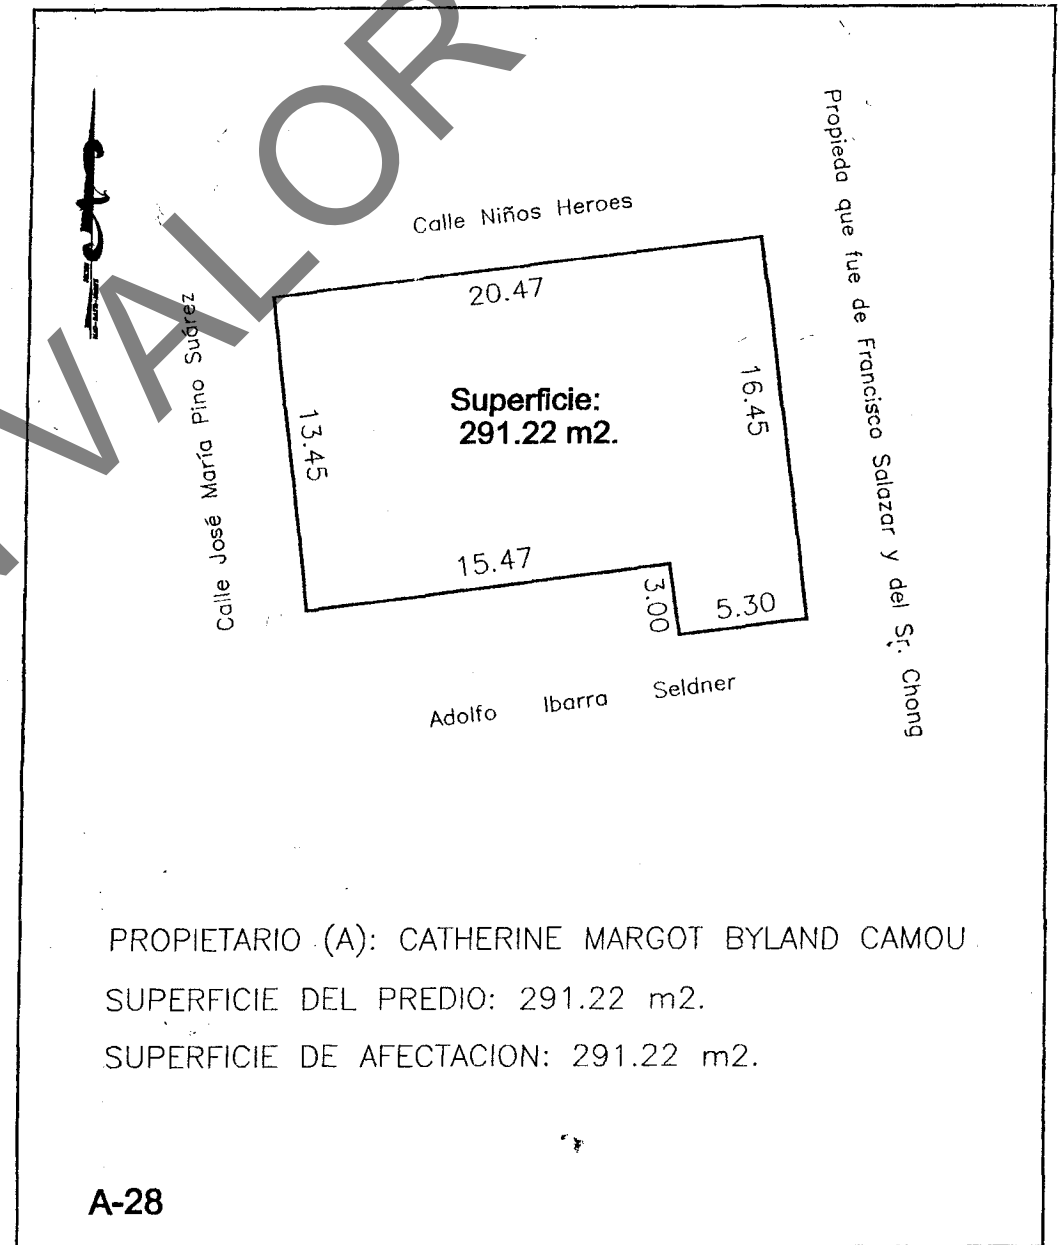 VALOR
Calle Niños Heroes
20.47
Propieda que fue de Francisco Salazar y del Sr. Chong
Calle José María Pino Suárez
13.45
Superficie:
291.22 m2.
16.45
15.47
3.00
5.30
Adolfo Ibarra Seldner
PROPIETARIO (A): CATHERINE MARGOT BYLAND CAMOU
SUPERFICIE DEL PREDIO: 291.22 m2.
SUPERFICIE DE AFECTACION: 291.22 m2.
A-28